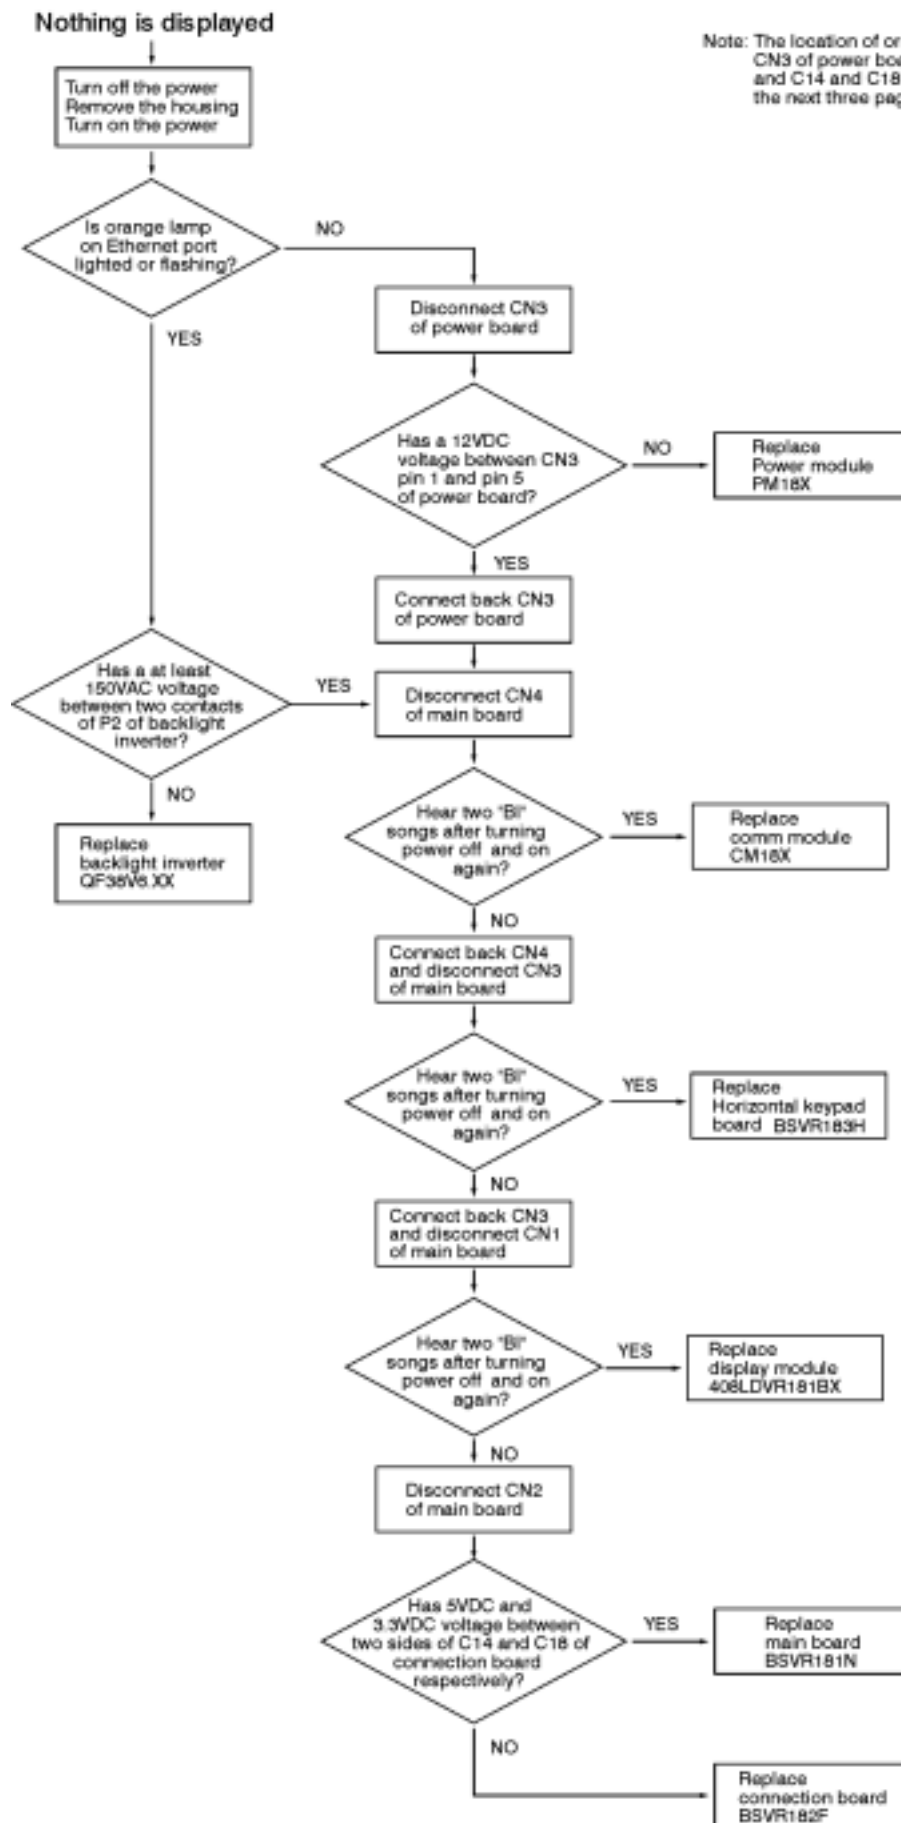 Nothing is displayed
Note: The location of or
CN3 of power boa
and C14 and C18
the next three pag
Turn off the power
Remove the housing
Turn on the power
Is orange lamp
on Ethernet port
lighted or flashing?
NO
YES
Disconnect CN3
of power board
Has a 12VDC
voltage between CN3
pin 1 and pin 5
of power board?
NO
Replace
Power module
PM18X
YES
Connect back CN3
of power board
Has a at least
150VAC voltage
between two contacts
of P2 of backlight
inverter?
YES
Disconnect CN4
of main board
NO
Replace
backlight inverter
QF38V6.XX
Hear two "BI"
songs after turning
power off and on
again?
YES
Replace
comm module
CM18X
NO
Connect back CN4
and disconnect CN3
of main board
Hear two "BI"
songs after turning
power off and on
again?
YES
Replace
Horizontal keypad
board BSVR183H
NO
Connect back CN3
and disconnect CN1
of main board
Hear two "BI"
songs after turning
power off and on
again?
YES
Replace
display module
408LDVR181BX
NO
Disconnect CN2
of main board
Has 5VDC and
3.3VDC voltage between
two sides of C14 and C18 of
connection board
respectively?
YES
Replace
main board
BSVR181N
NO
Replace
connection board
BSVR182F